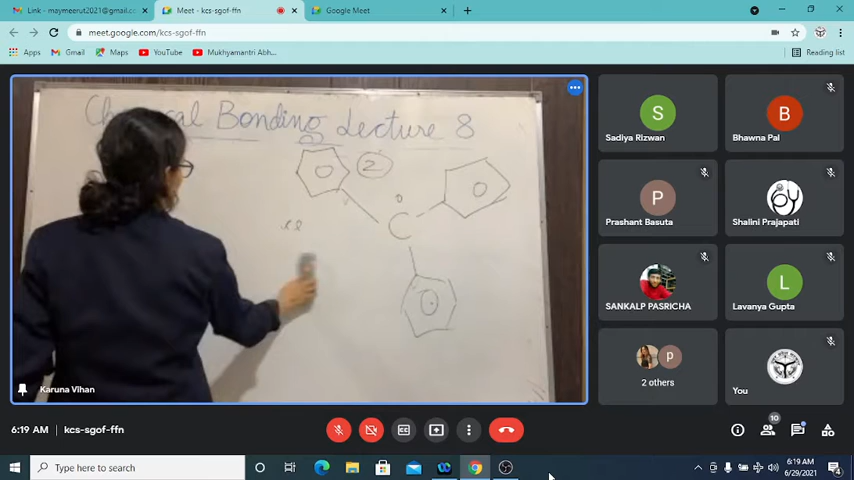 Link - maymeerut2021@gmail.co
Meet - kcs-sgof-ffn
Google Meet
meet.google.com/kcs-sgof-ffn
Apps
Gmail
Maps
YouTube
Mukhyamantri Abh...
Reading list
Chemical Bonding Lecture 8
2
C
Karuna Vihan
S
Sadiya Rizwan
B
Bhawna Pal
P
Prashant Basuta
Shalini Prajapati
SANKALP PASRICHA
L
Lavanya Gupta
p
2 others
You
6:19 AM
kcs-sgof-ffn
10
Type here to search
6:19 AM
6/29/2021
4